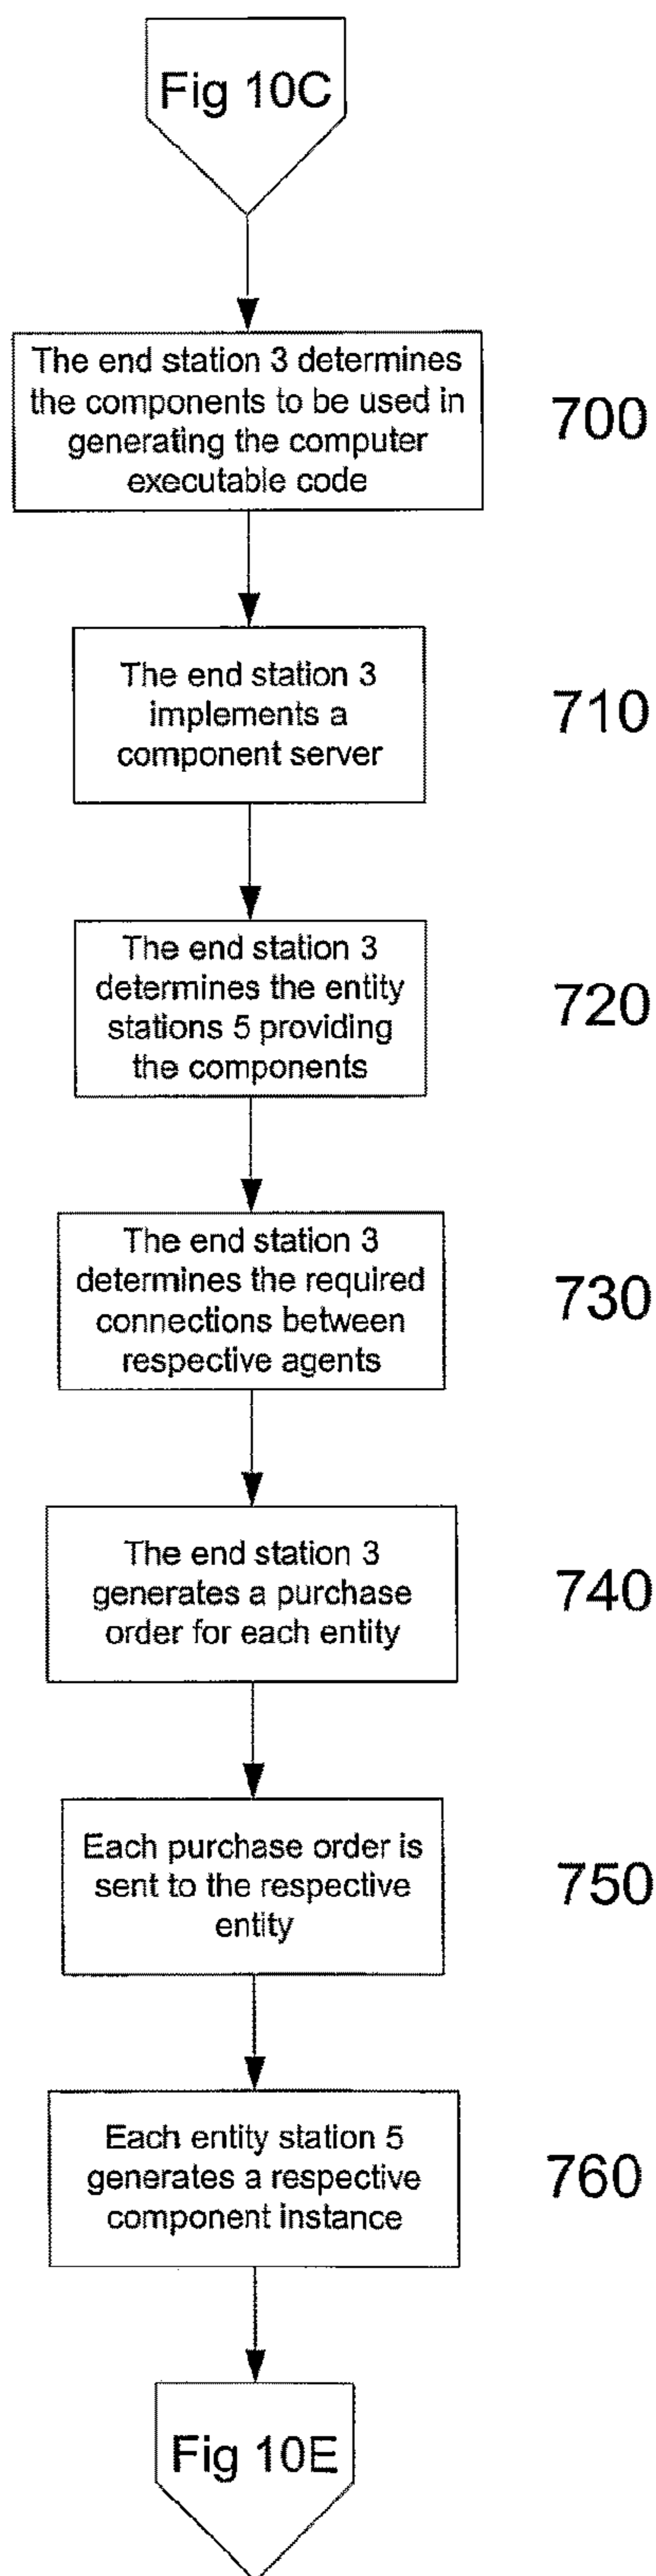 Fig 10C
The end station 3 determines
the components to be used in
generating the computer
executable code
700
The end station 3
implements a
component server
710
The end station 3
determines the entity
stations 5 providing
the components
720
The end station 3
determines the required
connections between
respective agents
730
The end station 3
generates a purchase
order for each entity
740
Each purchase order is
sent to the respective
entity
750
Each entity station 5
generates a respective
component instance
760
Fig 10E